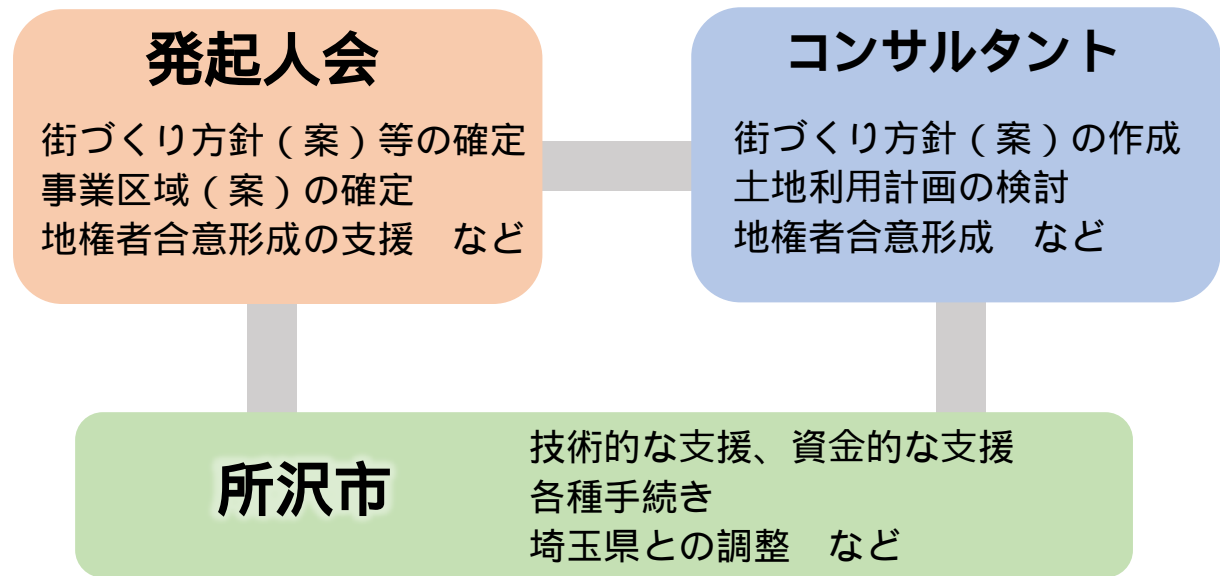 発起人会
街づくり方針(案)等の確定
事業区域(案)の確定
地権者合意形成の支援　など
コンサルタント
街づくり方針(案)の作成
土地利用計画の検討
地権者合意形成　など
所沢市
技術的な支援、資金的な支援
各種手続き
埼玉県との調整　など